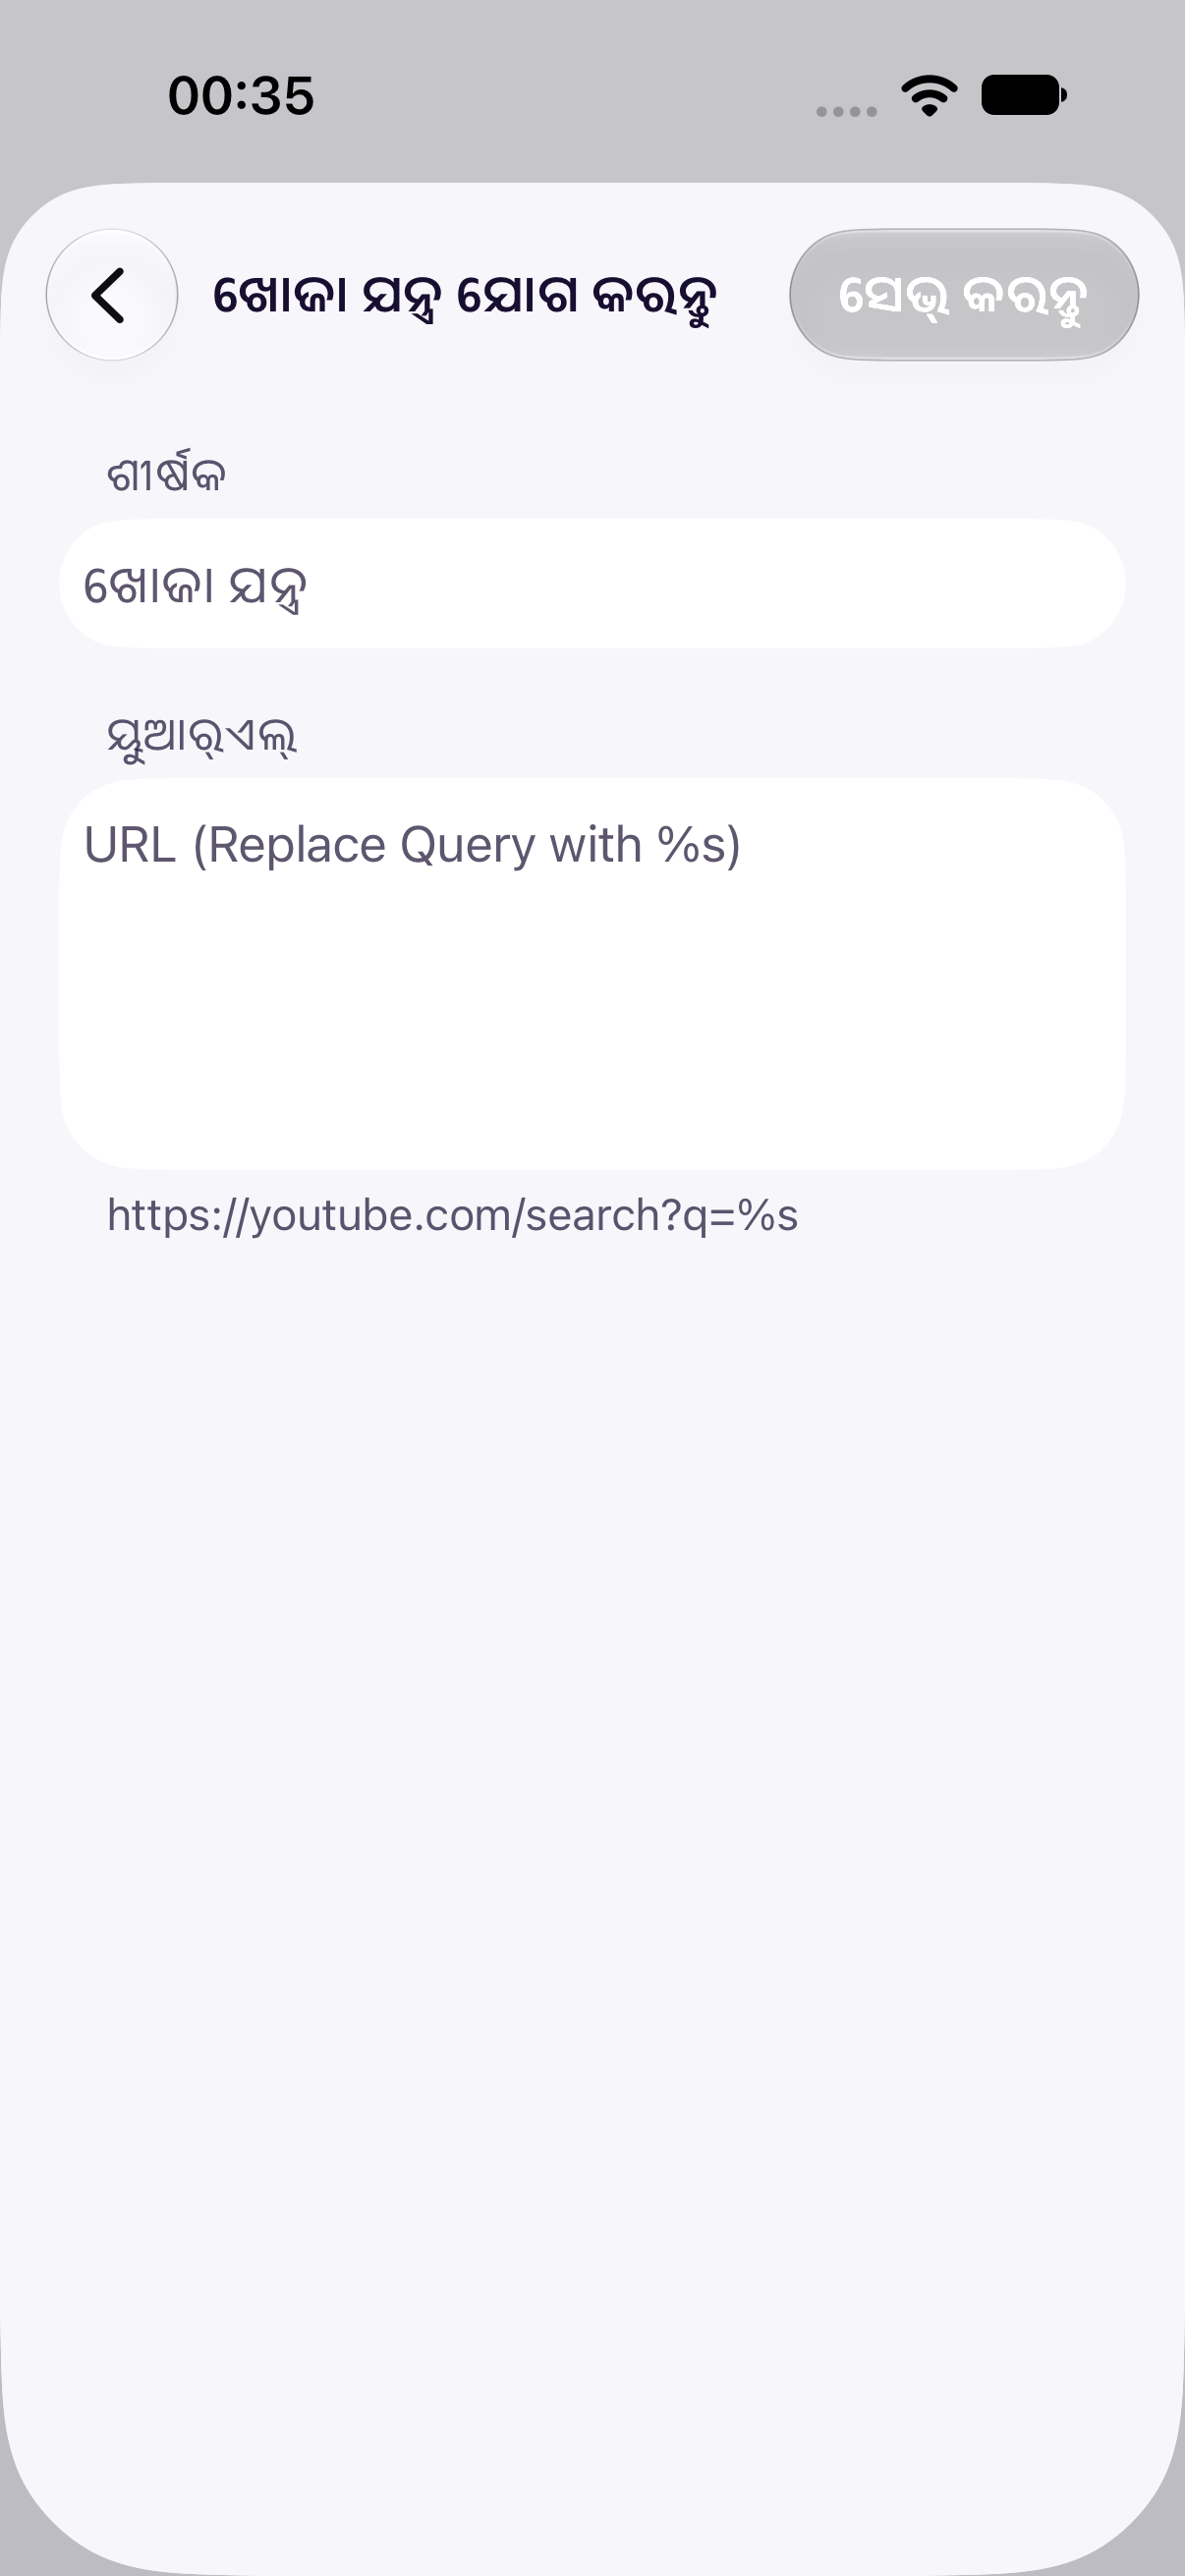 00:35
ଖୋଜା ଯନ୍ତ୍ର ଯୋଗ କରନ୍ତୁ
ସେଭ୍ କରନ୍ତୁ
ଶୀର୍ଷକ
ଖୋଜା ଯନ୍ତ୍ର
ୟୁଆର୍‌ଏଲ୍
URL (Replace Query with %s)
https://youtube.com/search?q=%s